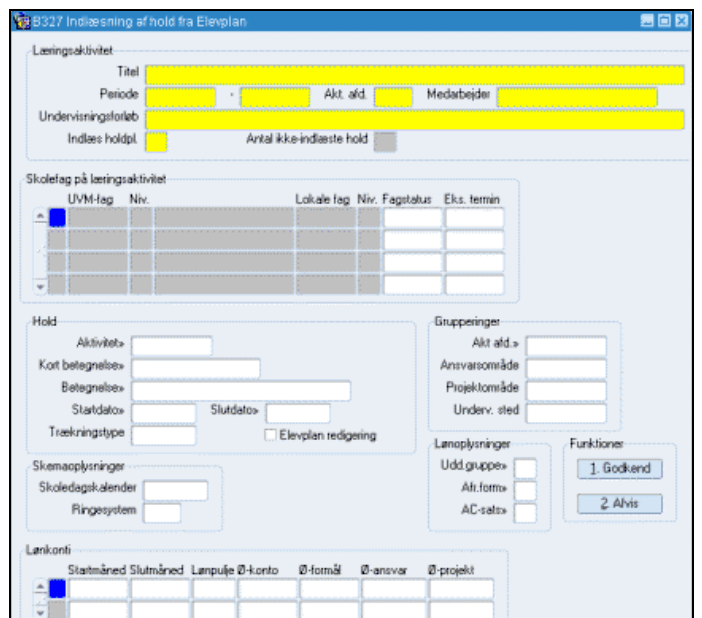 B327 Indlæsning af hold fra Elevplan
Læringsaktivitet
Titel
Periode - Akt. afd. Medarbejder
Undervisningsforløb
Indlæs holdpl. Antal ikke-indlæste hold
Skolefag på læringsaktivitet
UVM-fag Niv. Lokale fag Niv. Fagstatus Eks. termin
Hold
Aktivitet»
Kort betegnelse»
Betegnelse»
Startdato» Slutdato»
Trækningstype Elevplan redigering
Grupperinger
Akt afd.»
Ansvarsområde
Projektområde
Underv. sted
Skemaoplysninger
Skoledagskalender
Ringesystem
Lønoplysninger
Udd.gruppe»
Afr.form»
AC-sats»
Funktioner
1. Godkend
2. Afvis
Lønkonti
Startmåned Slutmåned Lønpulje Ø-konto Ø-formål Ø-ansvar Ø-projekt